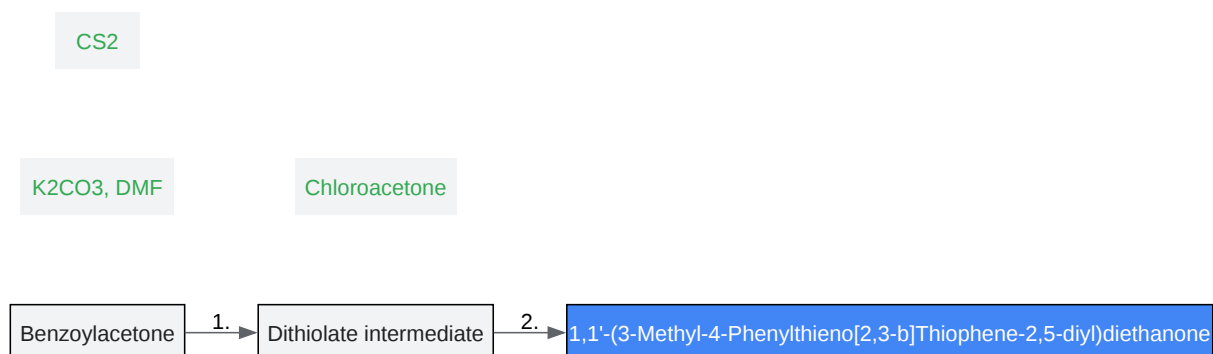 CS2
K2CO3, DMF
Chloroacetone
Benzoylacetone
1.
Dithiolate intermediate
2.
1,1'-(3-Methyl-4-Phenylthieno[2,3-b]Thiophene-2,5-diyl)diethanone